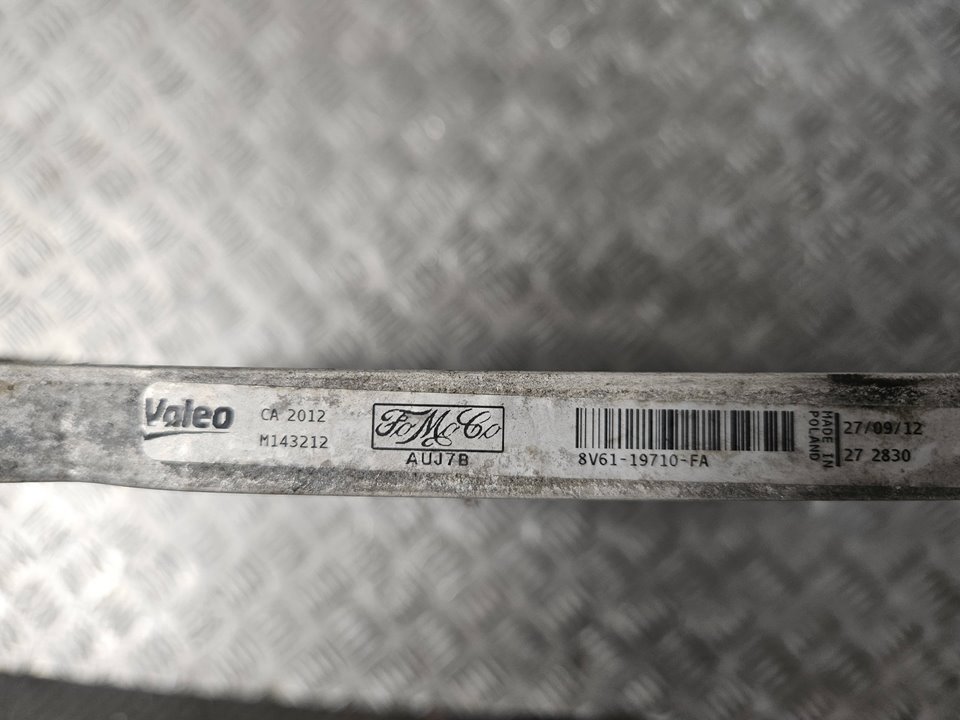 Valeo
CA 2012
M143212
FoMoCo
AUJ7B
8V61-19710-FA
MADE IN
POLAND
27/09/12
27 2830